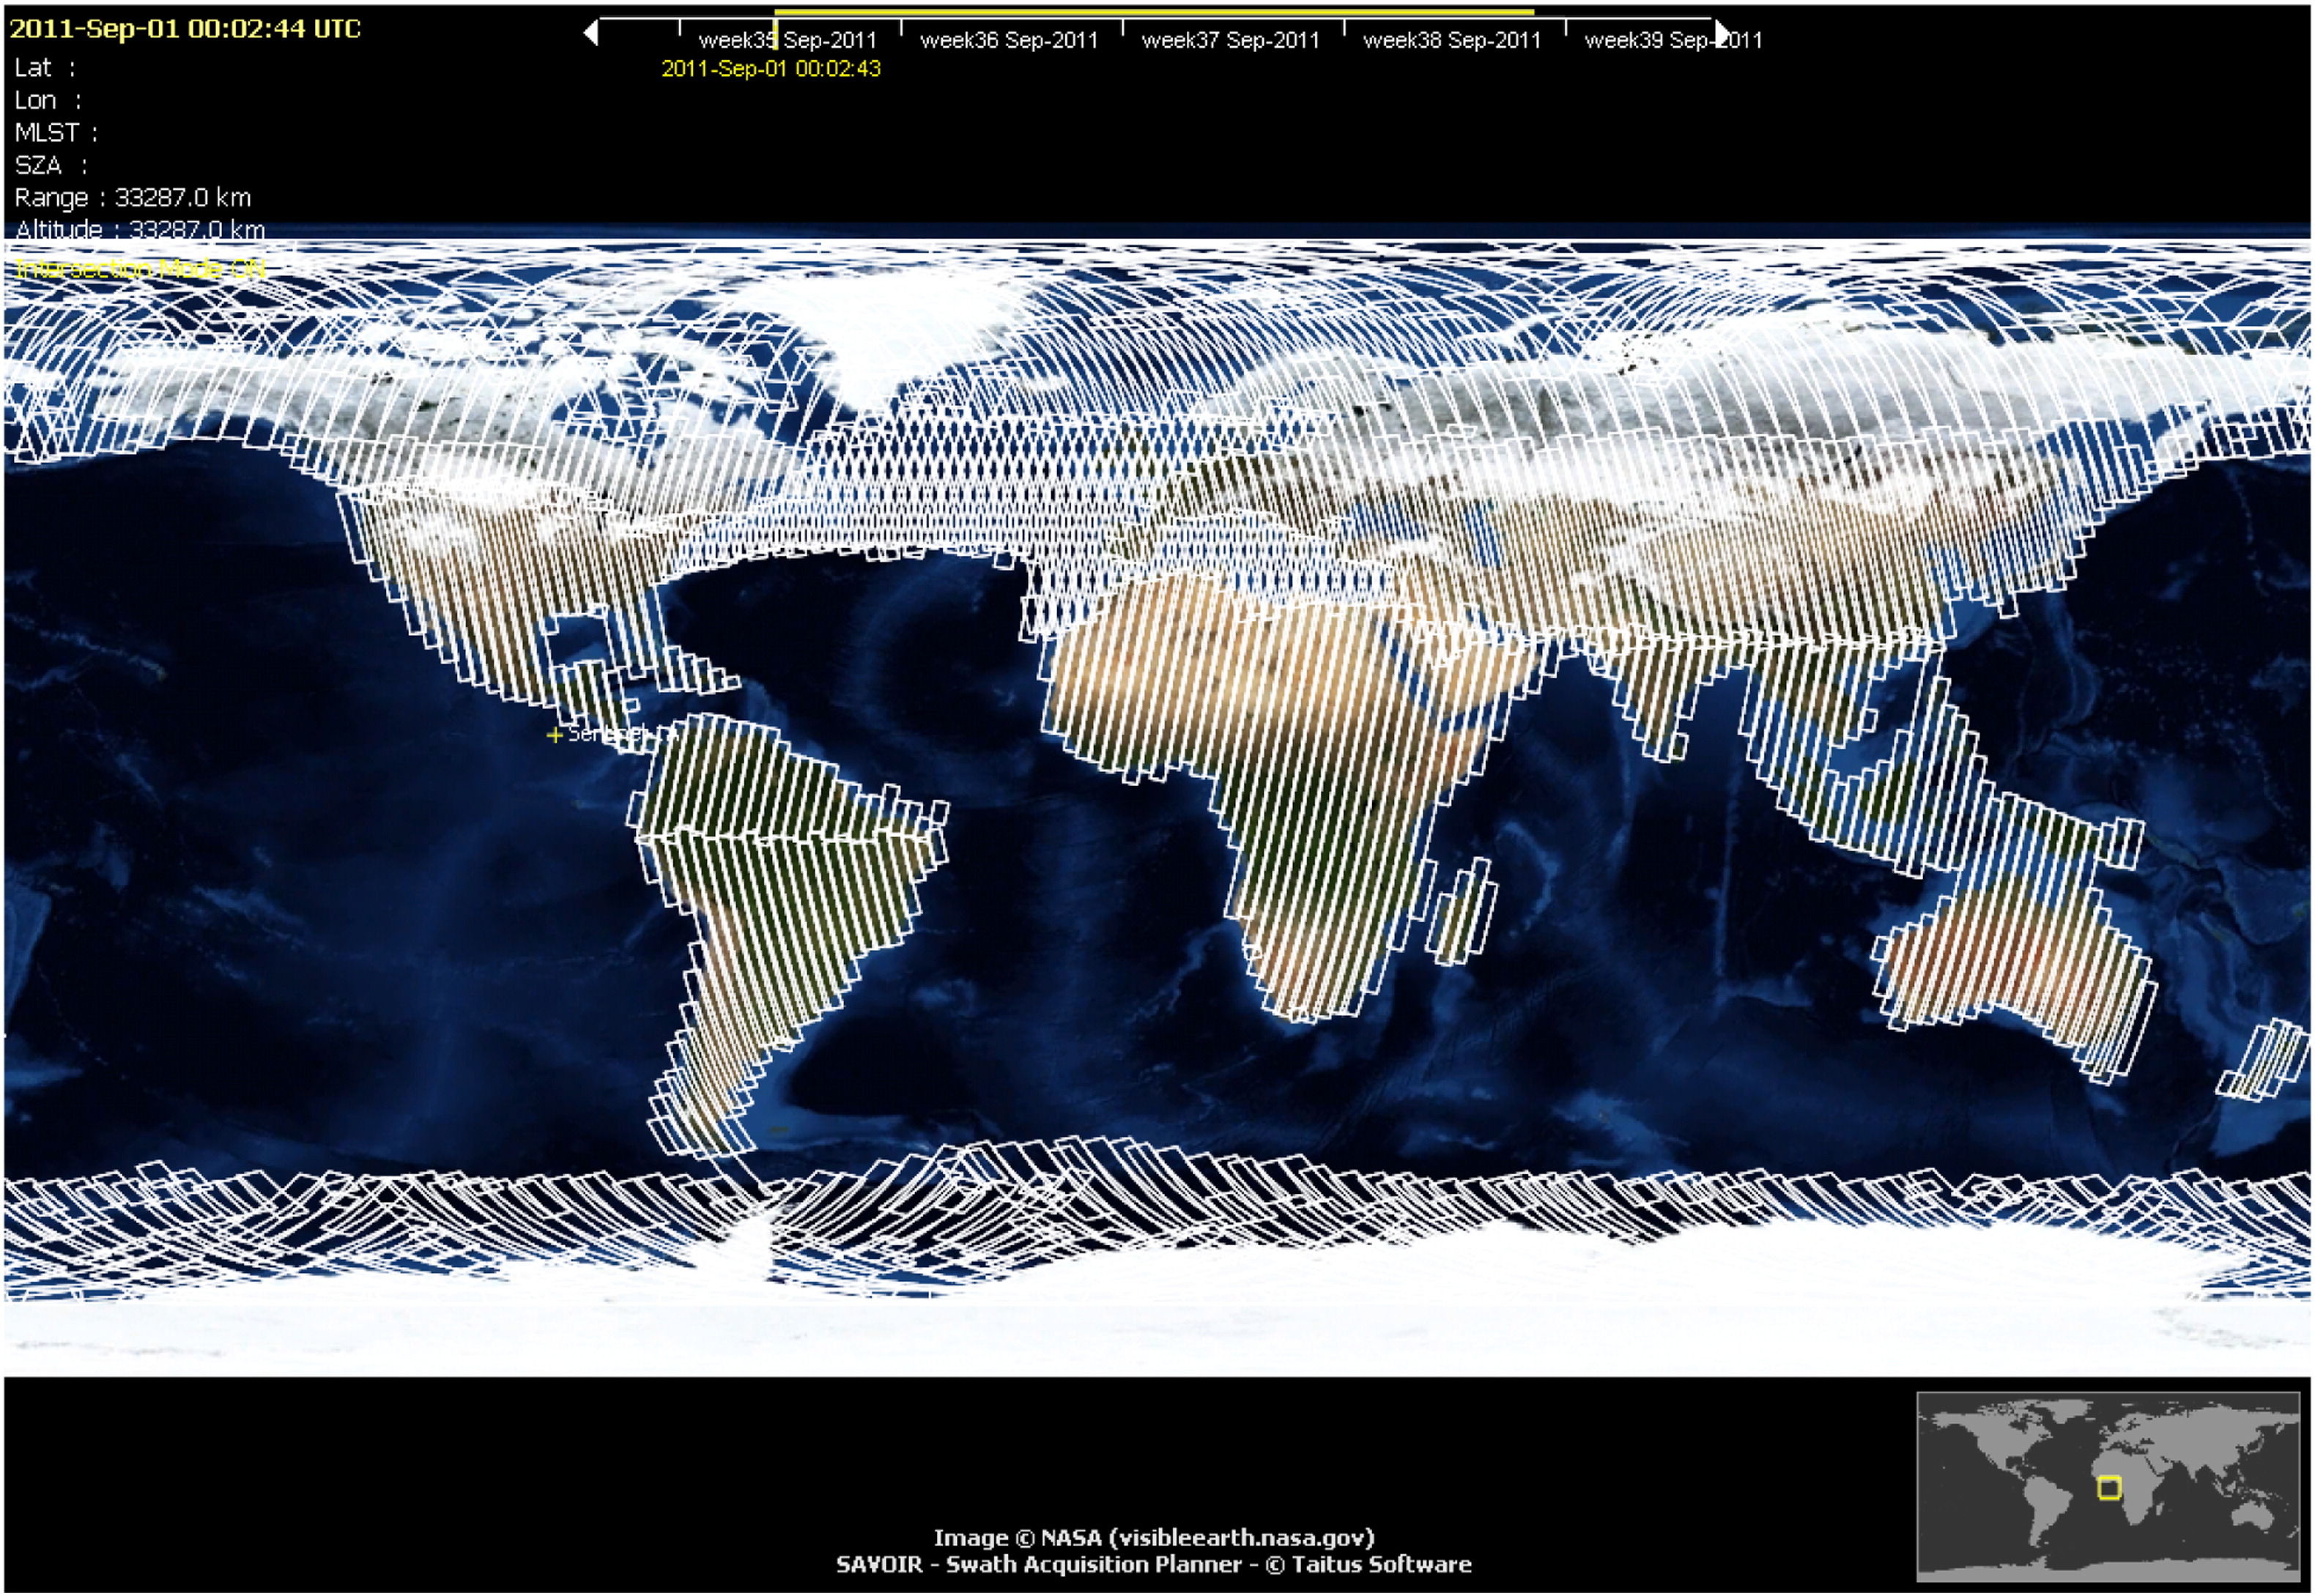 2011-Sep-01 00:02:44 UTC
week35 Sep-2011 week36 Sep-2011 week37 Sep-2011 week38 Sep-2011 week39 Sep-2011
2011-Sep-01 00:02:43
Lat :
Lon :
MLST :
SZA :
Range : 33287.0 km
Altitude : 33287.0 km
Intersection Mode ON
Image © NASA (visibleearth.nasa.gov)
SAVOIR - Swath Acquisition Planner - © Taitus Software